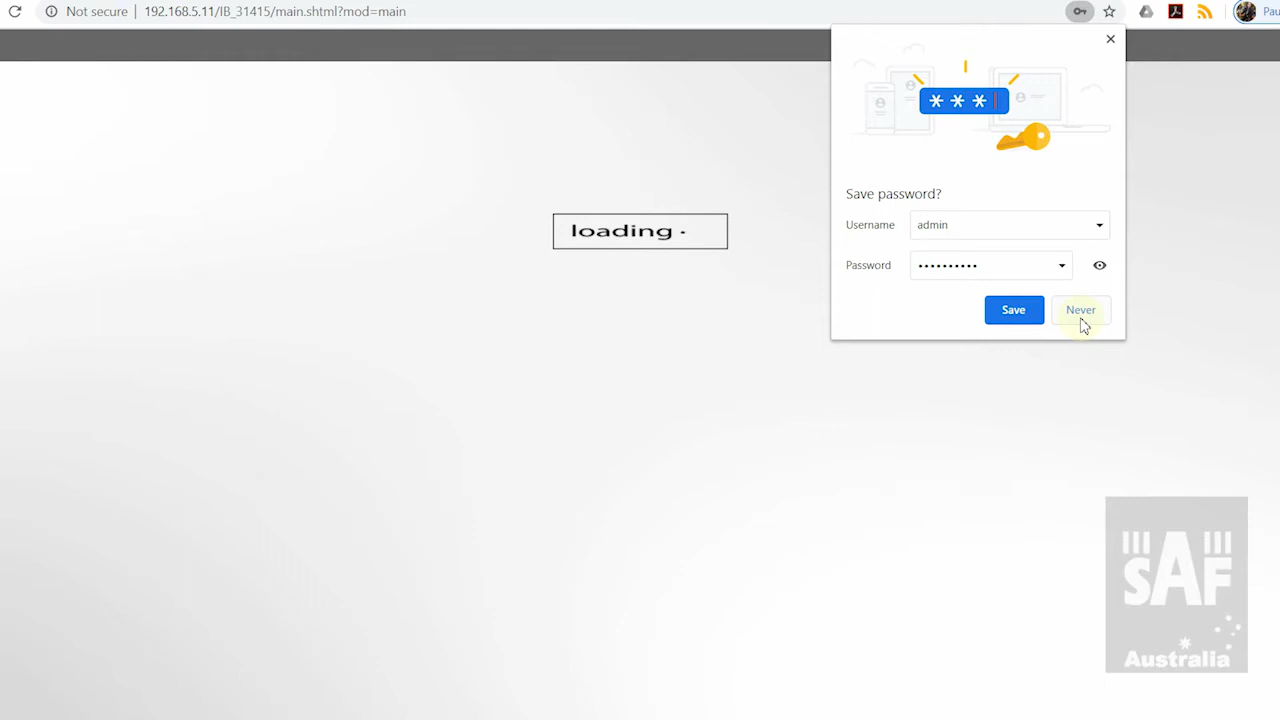 Not secure | 192.168.5.11/IB_31415/main.shtml?mod=main
Pau
***
Save password?
Username admin
Password ••••••••••
Save Never
loading ·
SAF
Australia